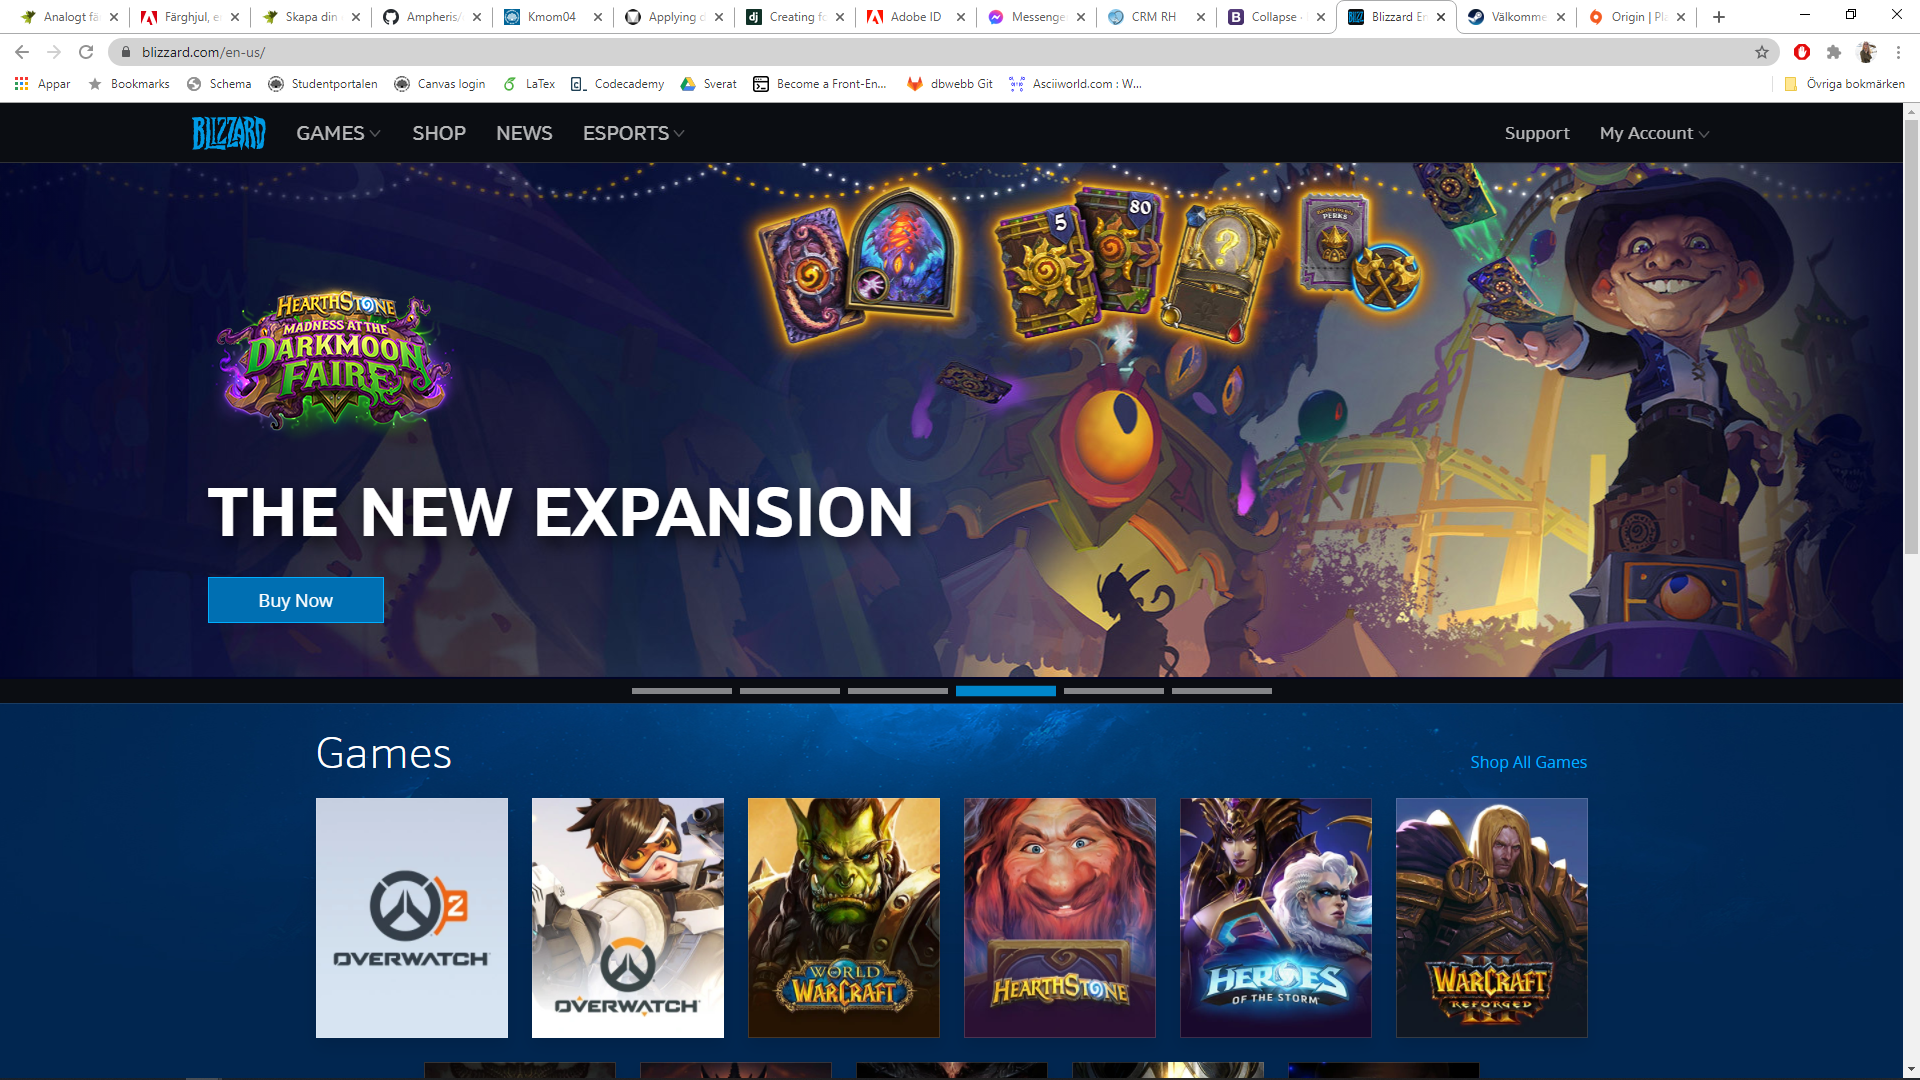 Analogt fä
Färghjul, e
Skapa din
Ampheris/
Kmom04
Applying d
Creating fo
Adobe ID
Messenge
CRM RH
Collapse ·
Blizzard En
Välkomme
Origin | Pla
blizzard.com/en-us/
Appar
Bookmarks
Schema
Studentportalen
Canvas login
LaTex
Codecademy
Sverat
Become a Front-En...
dbwebb Git
Asciiworld.com : W...
Övriga bokmärken
BLIZZARD
GAMES
SHOP
NEWS
ESPORTS
Support
My Account
5
80
PERKS
HEARTHSTONE
MADNESS AT THE
DARKMOON
FAIRE
THE NEW EXPANSION
Buy Now
Games
Shop All Games
2
OVERWATCH
OVERWATCH
WORLD
WARCRAFT
HEARTHSTONE
HEROES
OF THE STORM
WARCRAFT
REFORGED
III